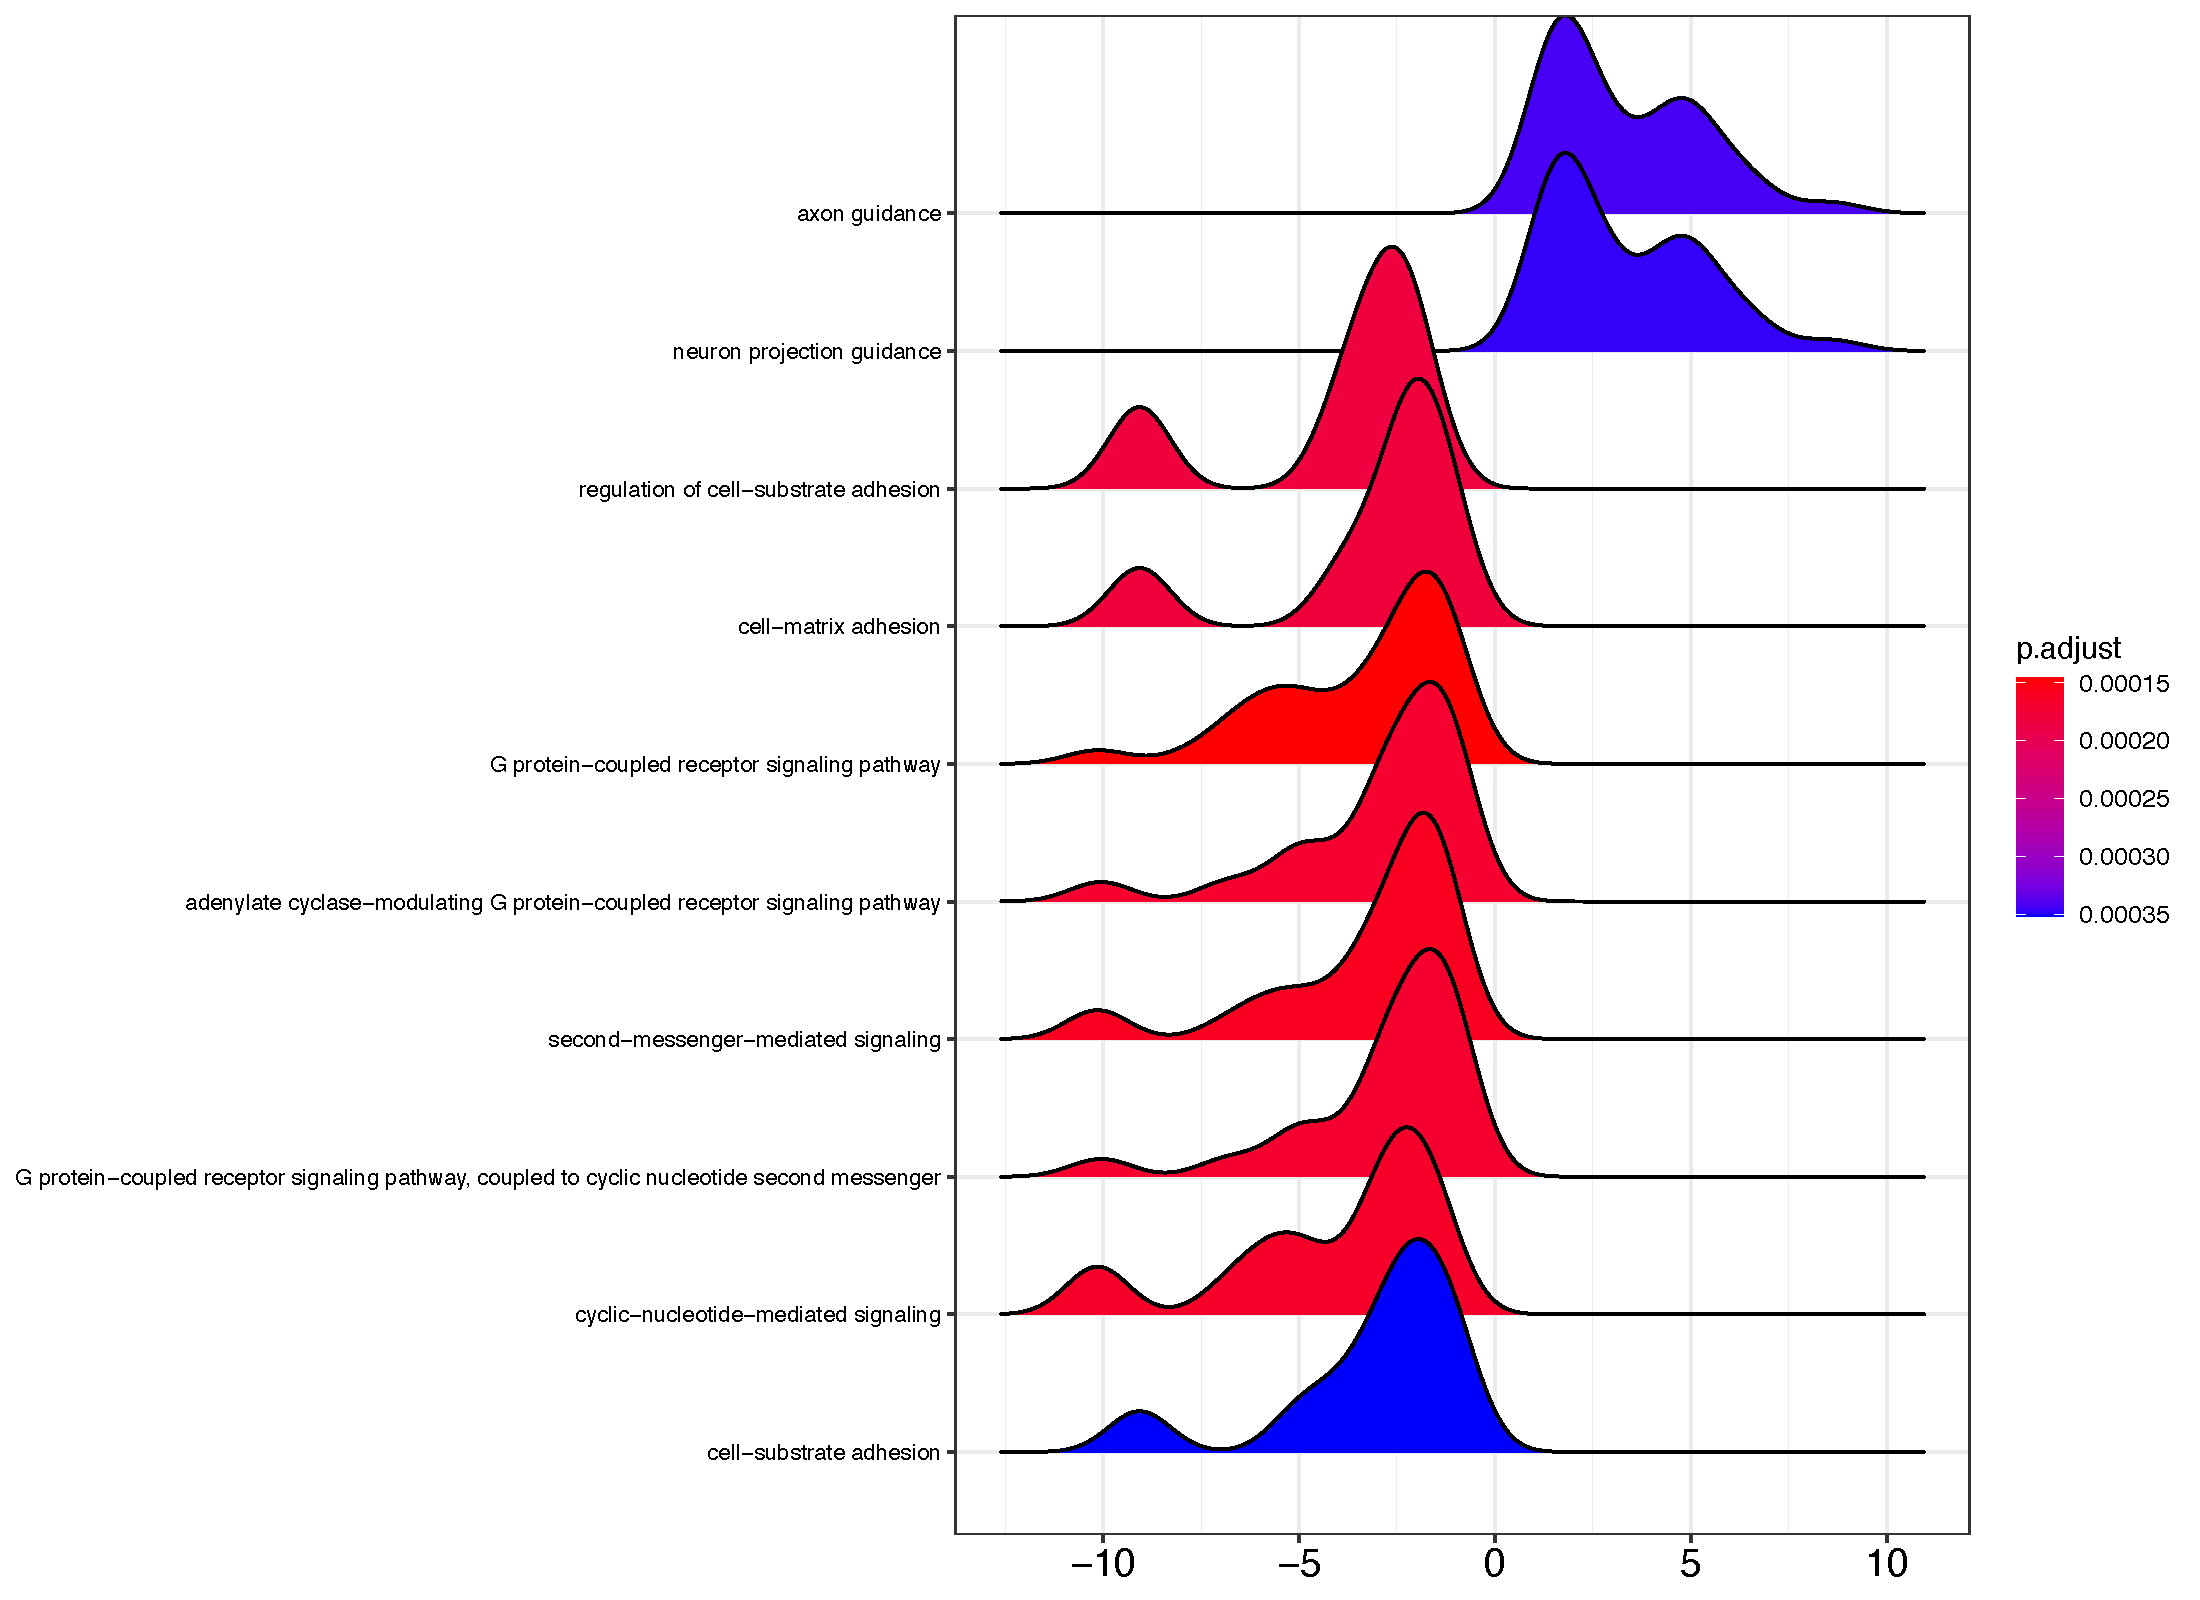 axon guidance
neuron projection guidance
regulation of cell−substrate adhesion
cell−matrix adhesion
G protein−coupled receptor signaling pathway
adenylate cyclase−modulating G protein−coupled receptor signaling pathway
second−messenger−mediated signaling
G protein−coupled receptor signaling pathway, coupled to cyclic nucleotide second messenger
cyclic−nucleotide−mediated signaling
cell−substrate adhesion
−10 −5 0 5 10
p.adjust
0.00015
0.00020
0.00025
0.00030
0.00035